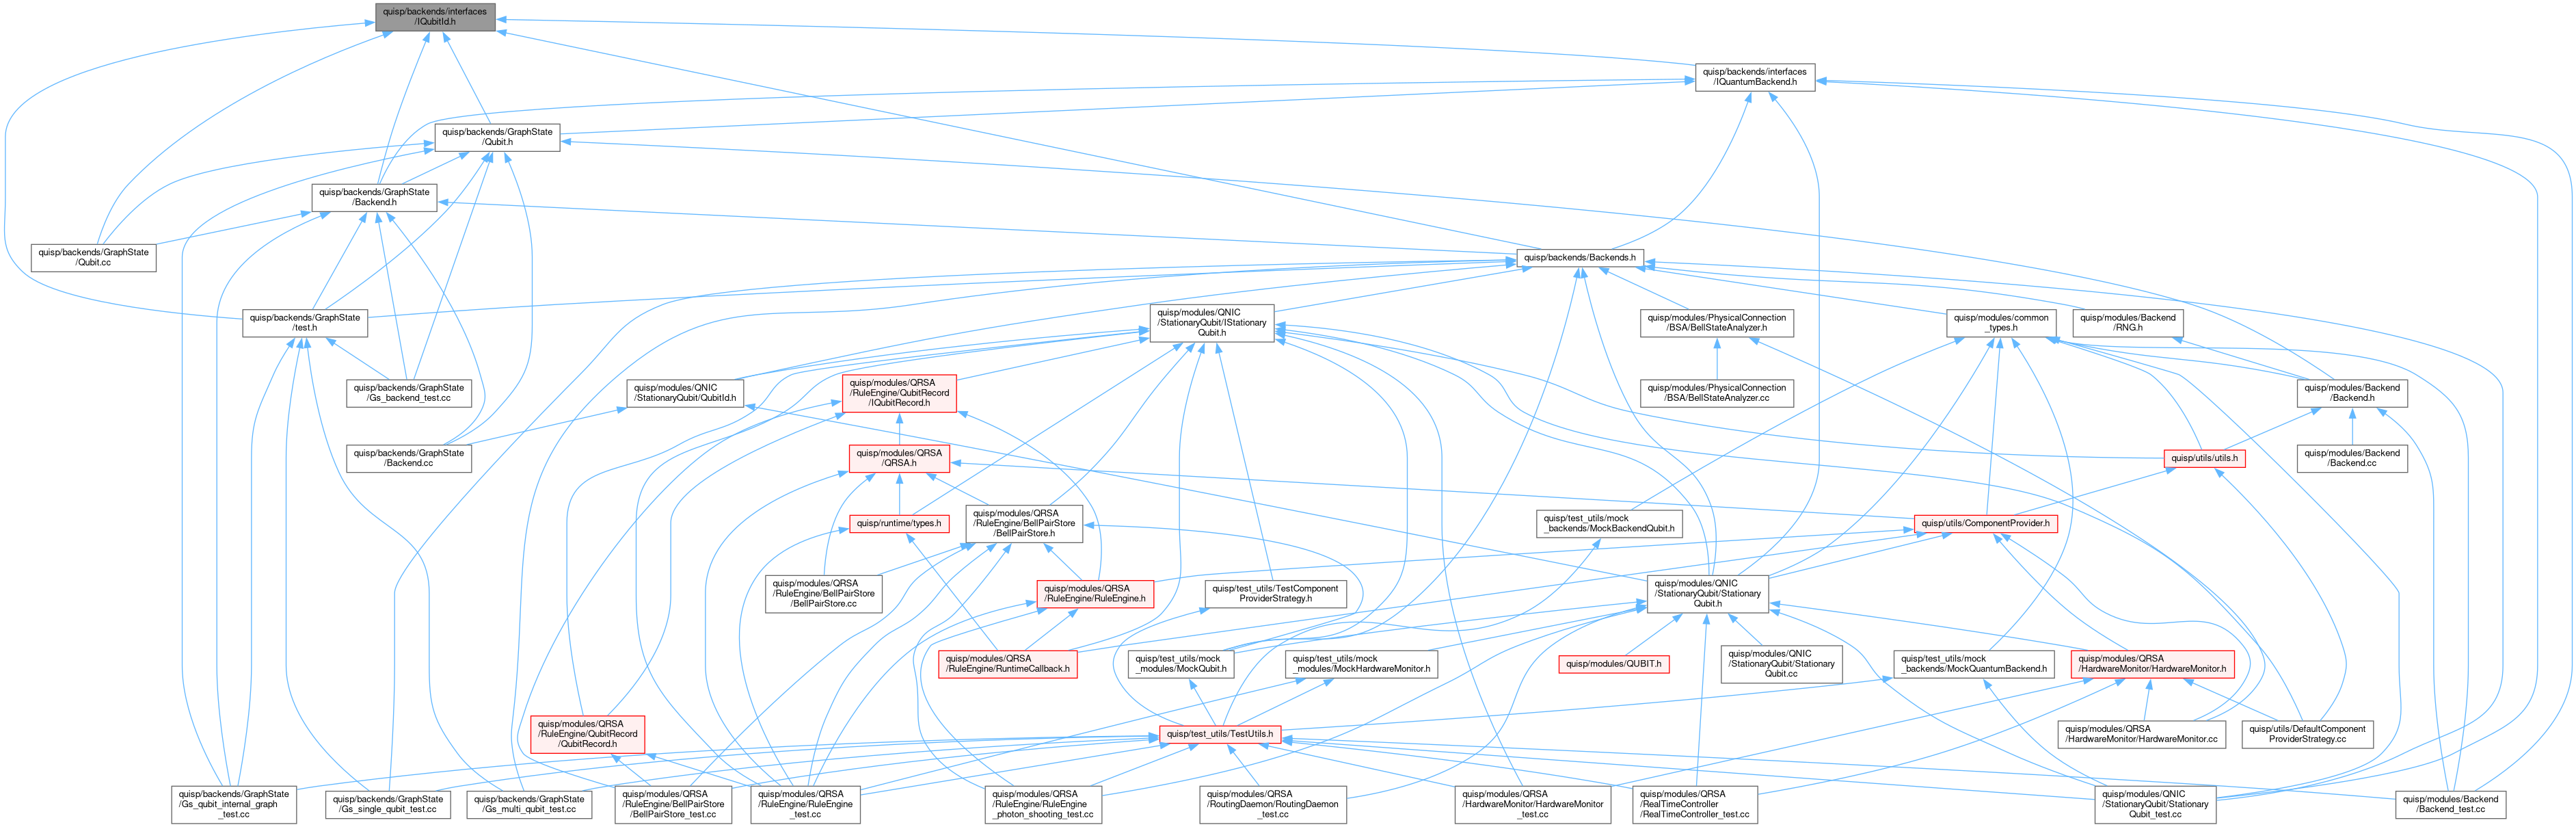 quisp/backends/interfaces
/IQubitId.h
quisp/backends/interfaces
/IQuantumBackend.h
quisp/backends/GraphState
/Qubit.h
quisp/backends/GraphState
/Backend.h
quisp/backends/GraphState
/Qubit.cc
quisp/backends/Backends.h
quisp/backends/GraphState
/test.h
quisp/modules/QNIC
/StationaryQubit/IStationary
Qubit.h
quisp/modules/PhysicalConnection
/BSA/BellStateAnalyzer.h
quisp/modules/common
_types.h
quisp/modules/Backend
/RNG.h
quisp/backends/GraphState
/Gs_backend_test.cc
quisp/modules/QNIC
/StationaryQubit/QubitId.h
quisp/modules/QRSA
/RuleEngine/QubitRecord
/IQubitRecord.h
quisp/modules/PhysicalConnection
/BSA/BellStateAnalyzer.cc
quisp/modules/Backend
/Backend.h
quisp/backends/GraphState
/Backend.cc
quisp/modules/QRSA
/QRSA.h
quisp/utils/utils.h
quisp/modules/Backend
/Backend.cc
quisp/runtime/types.h
quisp/modules/QRSA
/RuleEngine/BellPairStore
/BellPairStore.h
quisp/test_utils/mock
_backends/MockBackendQubit.h
quisp/utils/ComponentProvider.h
quisp/modules/QRSA
/RuleEngine/BellPairStore
/BellPairStore.cc
quisp/modules/QRSA
/RuleEngine/RuleEngine.h
quisp/test_utils/TestComponent
ProviderStrategy.h
quisp/modules/QNIC
/StationaryQubit/Stationary
Qubit.h
quisp/modules/QRSA
/RuleEngine/RuntimeCallback.h
quisp/test_utils/mock
_modules/MockQubit.h
quisp/test_utils/mock
_modules/MockHardwareMonitor.h
quisp/modules/QUBIT.h
quisp/modules/QNIC
/StationaryQubit/Stationary
Qubit.cc
quisp/test_utils/mock
_backends/MockQuantumBackend.h
quisp/modules/QRSA
/HardwareMonitor/HardwareMonitor.h
quisp/modules/QRSA
/RuleEngine/QubitRecord
/QubitRecord.h
quisp/test_utils/TestUtils.h
quisp/modules/QRSA
/HardwareMonitor/HardwareMonitor.cc
quisp/utils/DefaultComponent
ProviderStrategy.cc
quisp/backends/GraphState
/Gs_qubit_internal_graph
_test.cc
quisp/backends/GraphState
/Gs_single_qubit_test.cc
quisp/backends/GraphState
/Gs_multi_qubit_test.cc
quisp/modules/QRSA
/RuleEngine/BellPairStore
/BellPairStore_test.cc
quisp/modules/QRSA
/RuleEngine/RuleEngine
_test.cc
quisp/modules/QRSA
/RuleEngine/RuleEngine
_photon_shooting_test.cc
quisp/modules/QRSA
/RoutingDaemon/RoutingDaemon
_test.cc
quisp/modules/QRSA
/HardwareMonitor/HardwareMonitor
_test.cc
quisp/modules/QRSA
/RealTimeController
/RealTimeController_test.cc
quisp/modules/QNIC
/StationaryQubit/Stationary
Qubit_test.cc
quisp/modules/Backend
/Backend_test.cc